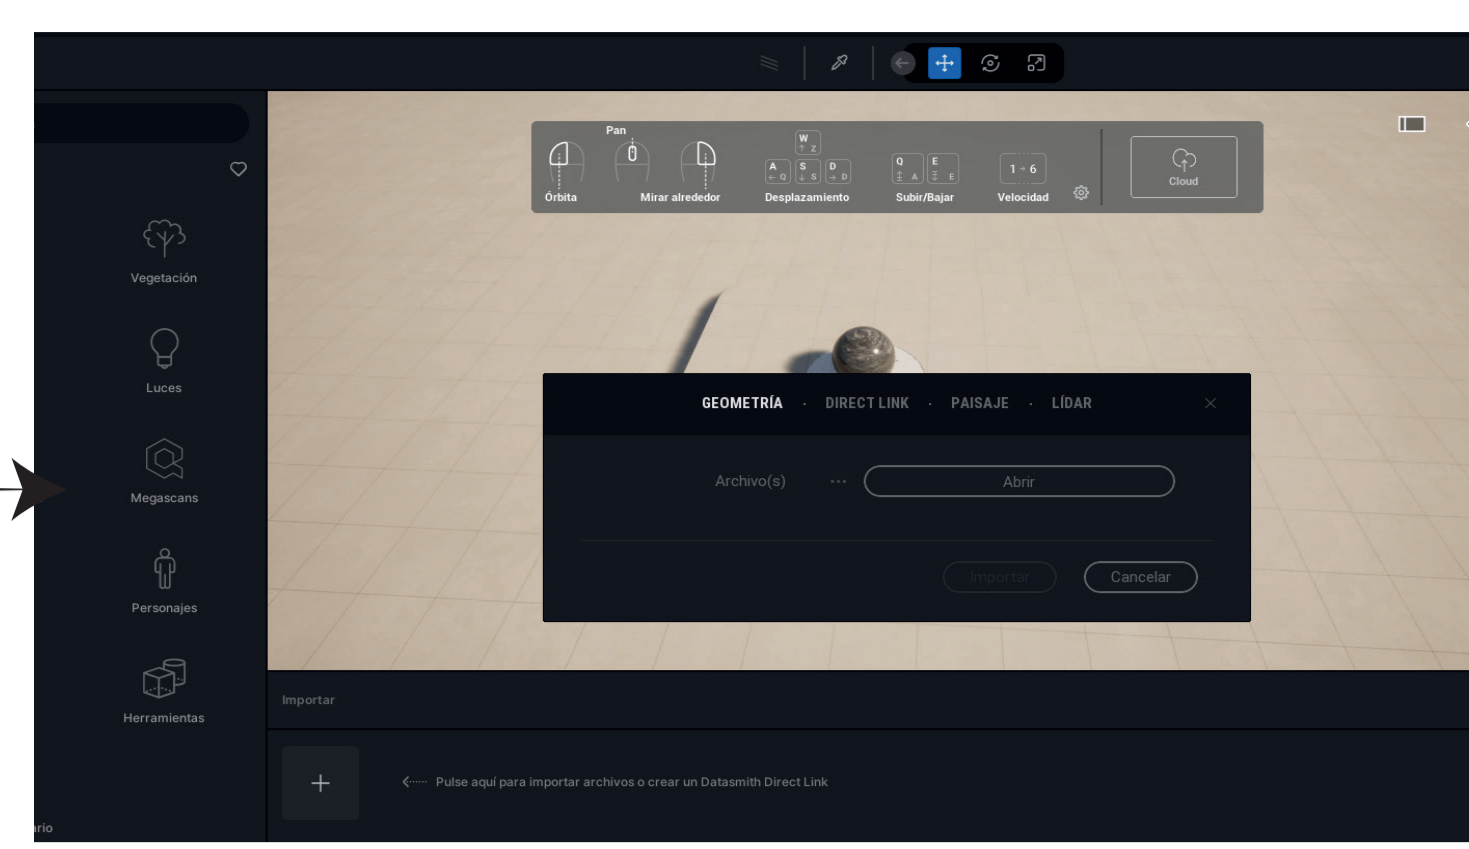 Pan
W
↑ Z
A
← Q
S
↓ S
D
→ D
Q
A
E
E
1 → 6
Órbita
Mirar alrededor
Desplazamiento
Subir/Bajar
Velocidad
Cloud
Vegetación
Luces
Megascans
Personajes
Herramientas
ario
GEOMETRÍA · DIRECT LINK · PAISAJE · LÍDAR
Archivo(s) ··· Abrir
Importar Cancelar
Importar
Pulse aquí para importar archivos o crear un Datasmith Direct Link